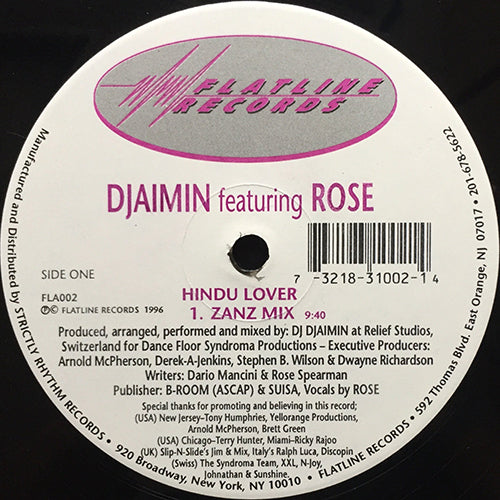 FLATLINE
RECORDS
DJAIMIN featuring ROSE
SIDE ONE
FLA002
℗© FLATLINE RECORDS 1996
7 -3218-31002-1 4
HINDU LOVER
1. ZANZ MIX 9:40
Produced, arranged, performed and mixed by: DJ DJAIMIN at Relief Studios,
Switzerland for Dance Floor Syndroma Productions – Executive Producers:
Arnold McPherson, Derek-A-Jenkins, Stephen B. Wilson & Dwayne Richardson
Writers: Dario Mancini & Rose Spearman
Publisher: B-ROOM (ASCAP) & SUISA, Vocals by ROSE
Special thanks for promoting and believing in this record;
(USA) New Jersey–Tony Humphries, Yellorange Productions,
Arnold McPherson, Brett Green
(USA) Chicago–Terry Hunter, Miami–Ricky Rajoo
(UK) Slip-N-Slide's Jim & Mix, Italy's Ralph Luca, Discopin
(Swiss) The Syndroma Team, XXL, N-Joy,
Johnathan & Sunshine.
Manufactured and Distributed by STRICTLY RHYTHM RECORDS • 920 Broadway, New York, NY 10010 • FLATLINE RECORDS • 592 Thomas Blvd. East Orange, NJ 07017 • 201-678-5622